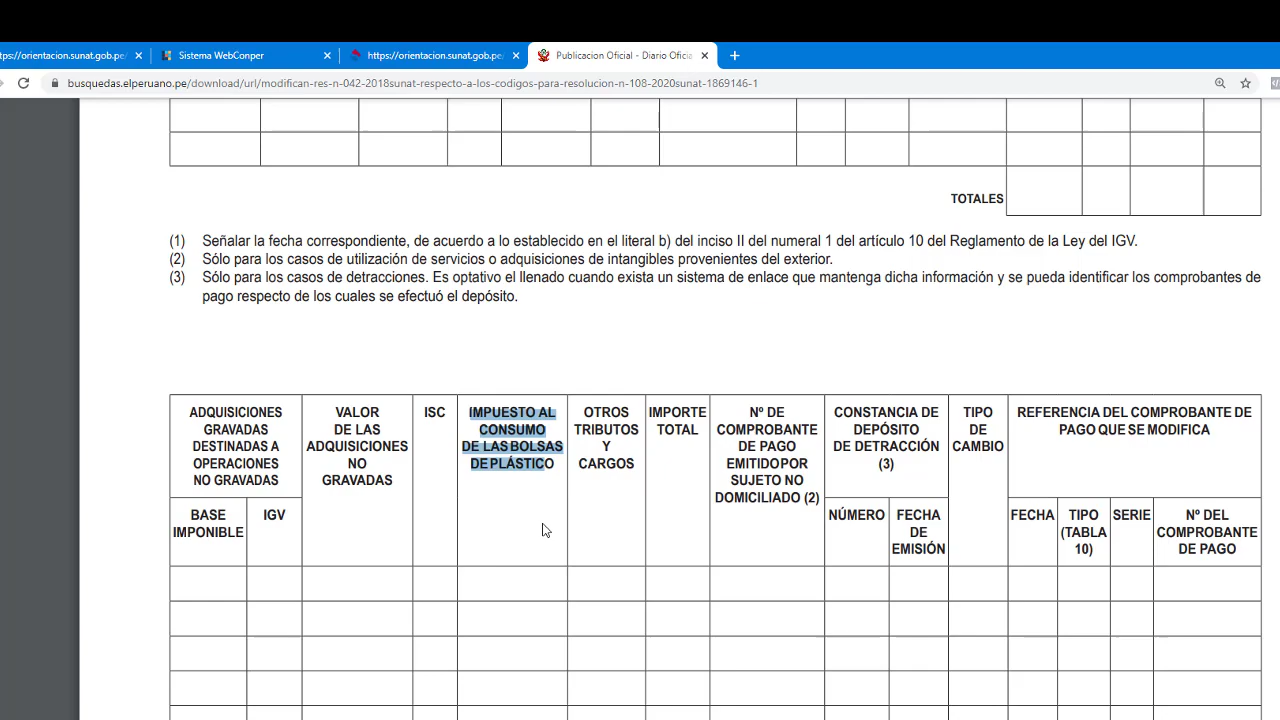 https://orientacion.sunat.gob.pe/
Sistema WebConper
https://orientacion.sunat.gob.pe/
Publicacion Oficial - Diario Oficia
busquedas.elperuano.pe/download/url/modifican-res-n-042-2018sunat-respecto-a-los-codigos-para-resolucion-n-108-2020sunat-1869146-1
TOTALES
(1) Señalar la fecha correspondiente, de acuerdo a lo establecido en el literal b) del inciso II del numeral 1 del artículo 10 del Reglamento de la Ley del IGV.
(2) Sólo para los casos de utilización de servicios o adquisiciones de intangibles provenientes del exterior.
(3) Sólo para los casos de detracciones. Es optativo el llenado cuando exista un sistema de enlace que mantenga dicha información y se pueda identificar los comprobantes de
pago respecto de los cuales se efectuó el depósito.
ADQUISICIONES
GRAVADAS
DESTINADAS A
OPERACIONES
NO GRAVADAS
BASE
IMPONIBLE
IGV
VALOR
DE LAS
ADQUISICIONES
NO
GRAVADAS
ISC
IMPUESTO AL
CONSUMO
DE LAS BOLSAS
DE PLÁSTICO
OTROS
TRIBUTOS
Y
CARGOS
IMPORTE
TOTAL
Nº DE
COMPROBANTE
DE PAGO
EMITIDO POR
SUJETO NO
DOMICILIADO (2)
CONSTANCIA DE
DEPÓSITO
DE DETRACCIÓN
(3)
NÚMERO
FECHA
DE
EMISIÓN
TIPO
DE
CAMBIO
REFERENCIA DEL COMPROBANTE DE
PAGO QUE SE MODIFICA
FECHA
TIPO
(TABLA
10)
SERIE
Nº DEL
COMPROBANTE
DE PAGO